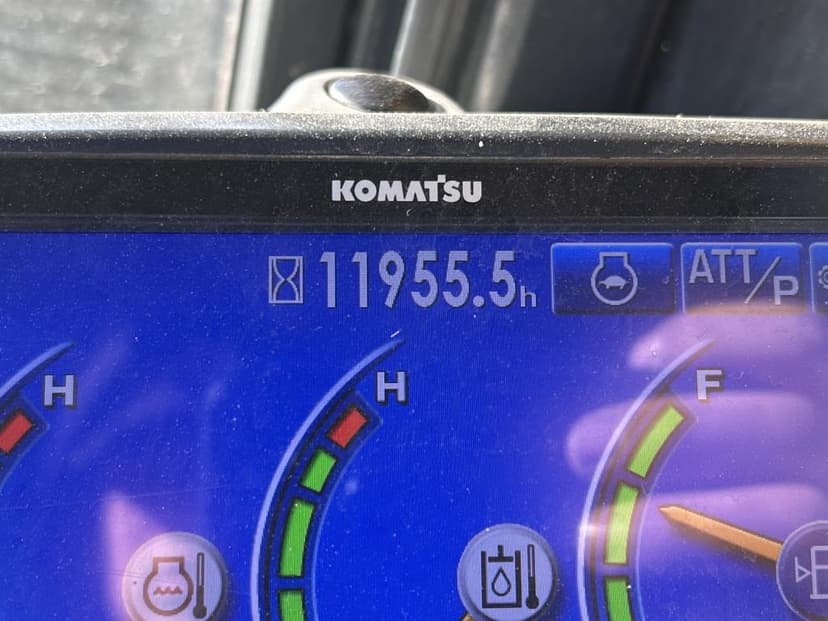 KOMATSU
11955.5h
ATT/P
H
H
F